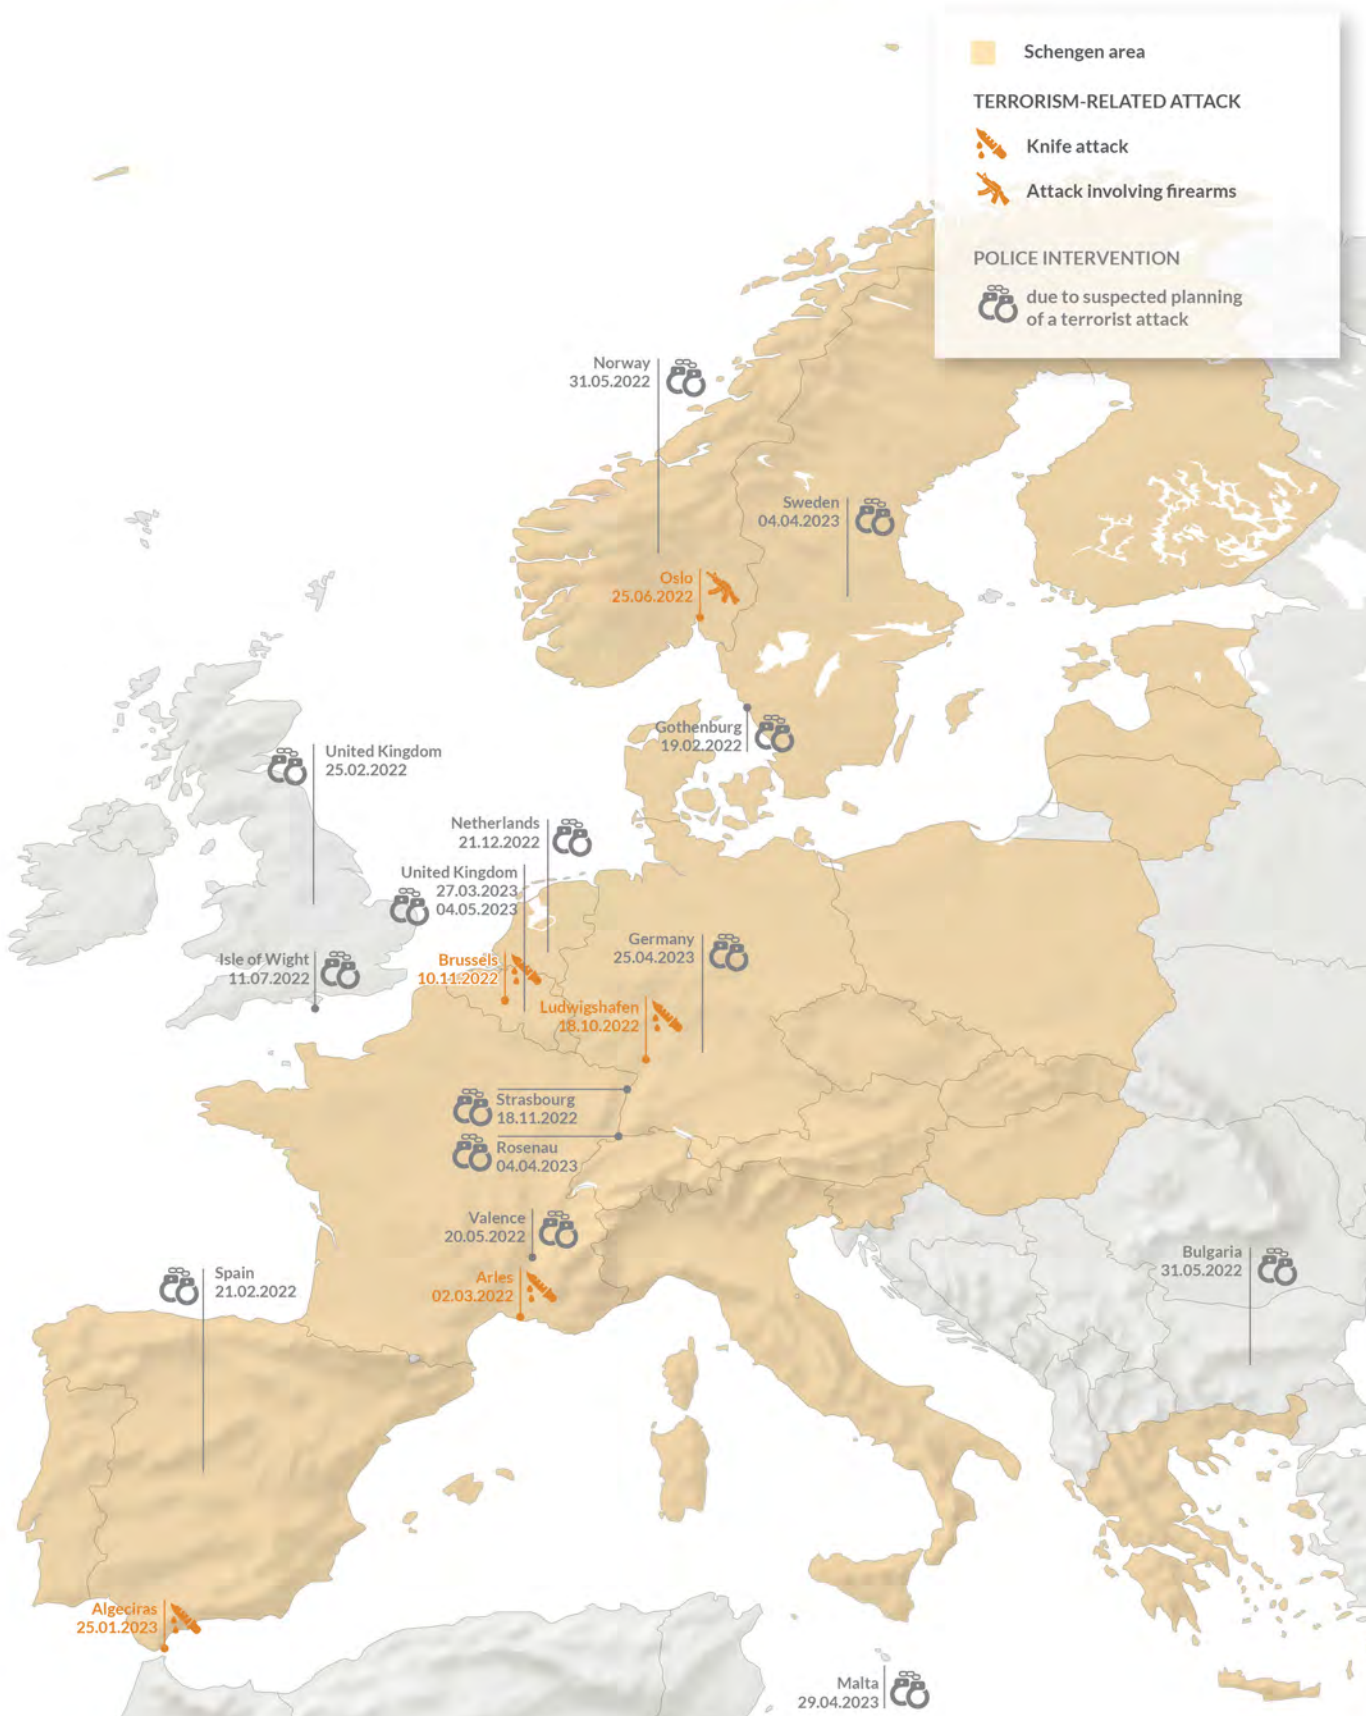 Schengen area
TERRORISM-RELATED ATTACK
Knife attack
Attack involving firearms
POLICE INTERVENTION
due to suspected planning
of a terrorist attack
Norway
31.05.2022
Sweden
04.04.2023
Oslo
25.06.2022
Gothenburg
19.02.2022
United Kingdom
25.02.2022
Netherlands
21.12.2022
United Kingdom
27.03.2023
04.05.2023
Germany
25.04.2023
Isle of Wight
11.07.2022
Brussels
10.11.2022
Ludwigshafen
18.10.2022
Strasbourg
18.11.2022
Rosenau
04.04.2023
Valence
20.05.2022
Arles
02.03.2022
Spain
21.02.2022
Bulgaria
31.05.2022
Algeciras
25.01.2023
Malta
29.04.2023